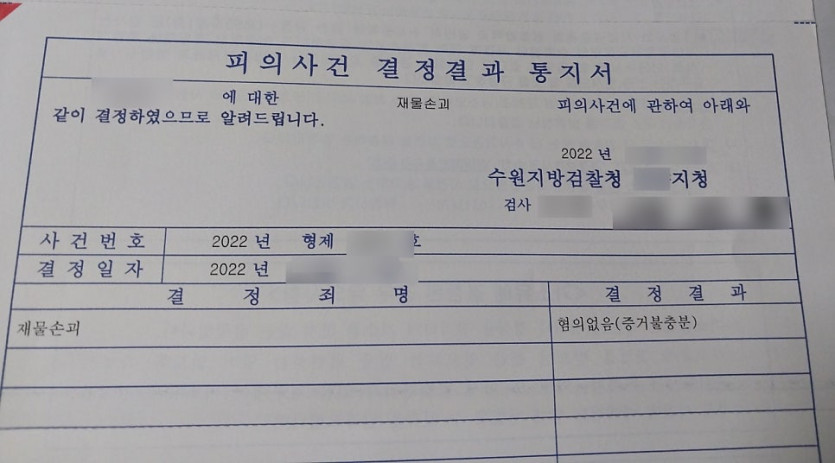 피의사건 결정결과 통지서
에 대한 재물손괴 피의사건에 관하여 아래와
같이 결정하였으므로 알려드립니다.
2022 년
수원지방검찰청 지청
검사
사건번호 2022 년 형제 호
결정일자 2022 년
결정죄명 결정결과
재물손괴 혐의없음(증거불충분)